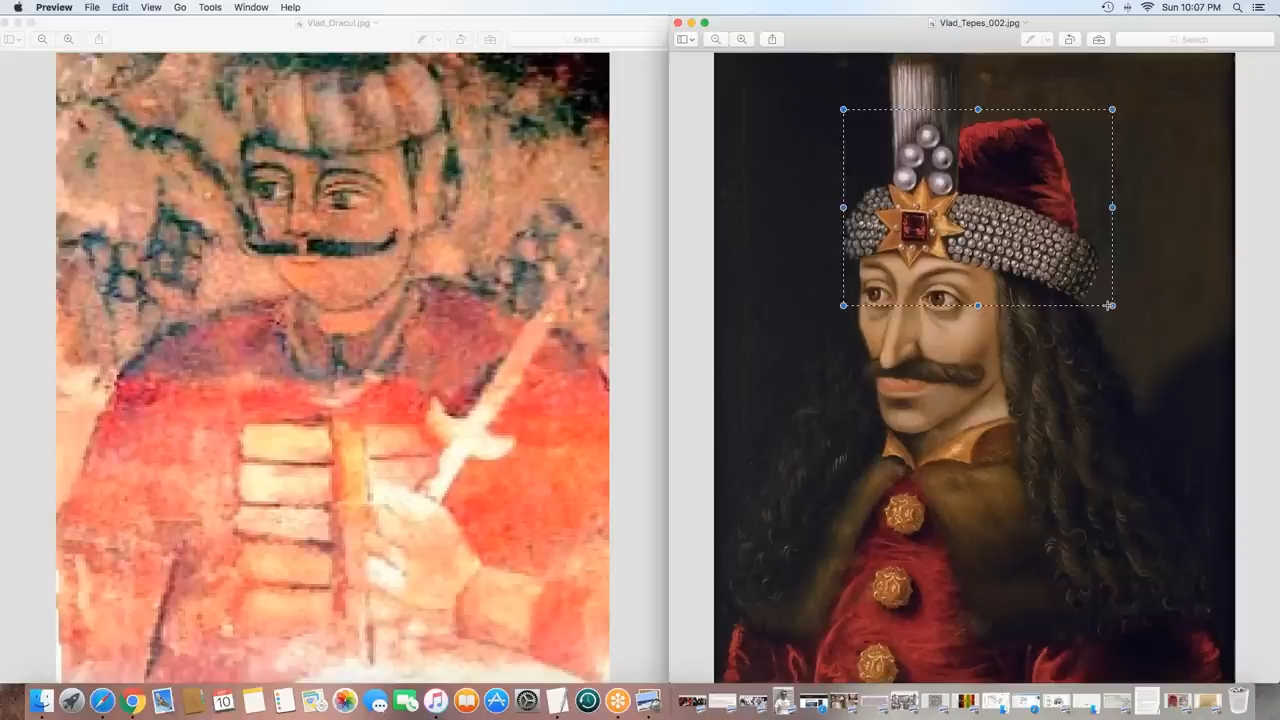 Preview File Edit View Go Tools Window Help Sun 10:07 PM
Vlad_Dracul.jpg
Vlad_Tepes_002.jpg
Search
Search
10